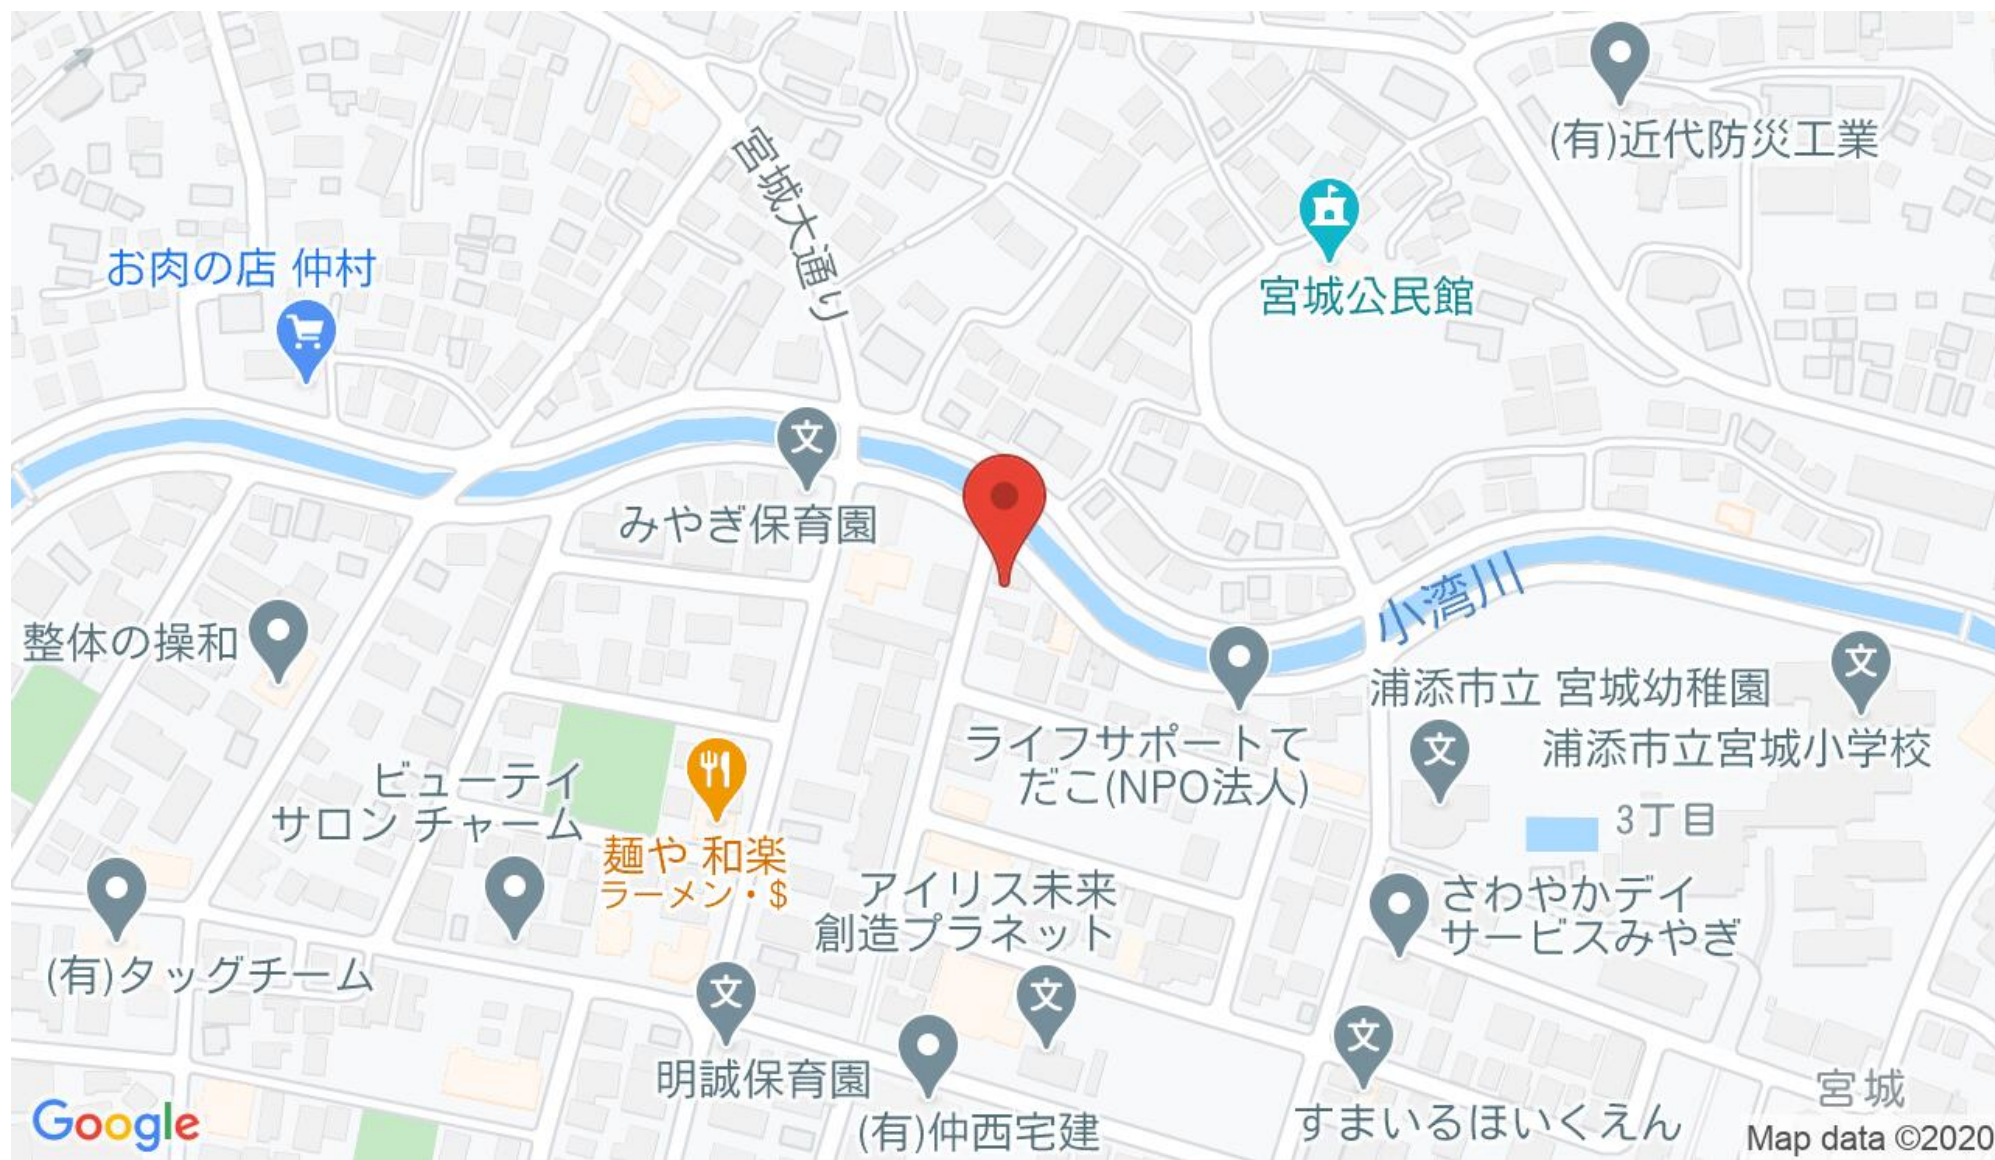 (有)近代防災工業
宮城大通り
お肉の店 仲村
宮城公民館
文
みやぎ保育園
小湾川
整体の操和
浦添市立 宮城幼稚園
文
文
浦添市立宮城小学校
ライフサポートて
だこ(NPO法人)
ビューテイ
サロン チャーム
3丁目
麺や 和楽
ラーメン・$
アイリス未来
創造プラネット
さわやかデイ
サービスみやぎ
(有)タッグチーム
文
文
文
明誠保育園
(有)仲西宅建
すまいるほいくえん
宮城
Google
Map data ©2020